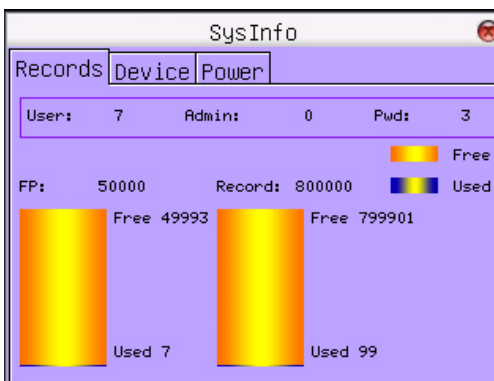 SysInfo
Records Device Power
User: 7 Admin: 0 Pwd: 3
Free
FP: 50000 Record: 800000 Used
Free 49993 Free 799901
Used 7 Used 99